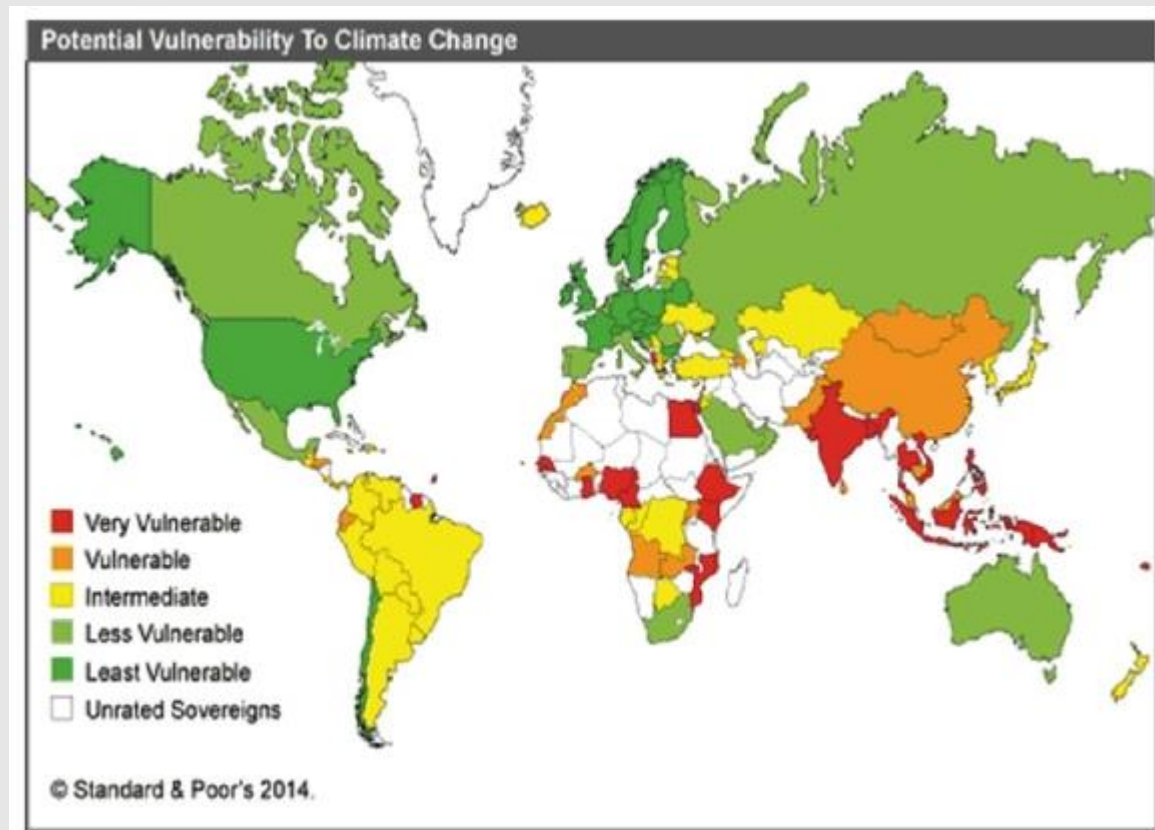 Potential Vulnerability To Climate Change
Very Vulnerable
Vulnerable
Intermediate
Less Vulnerable
Least Vulnerable
Unrated Sovereigns
© Standard & Poor's 2014.